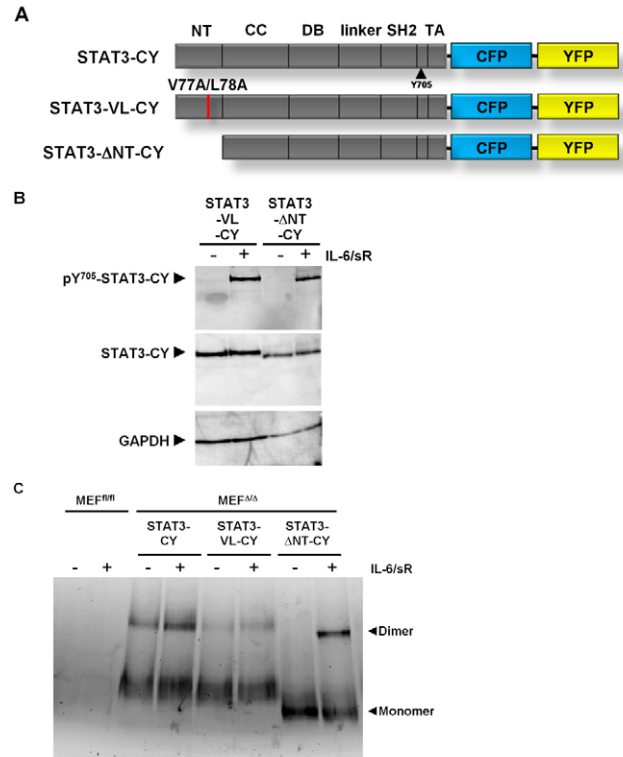 A
NT CC DB linker SH2 TA
STAT3-CY CFP YFP
Y705
V77A/L78A
STAT3-VL-CY CFP YFP
STAT3-ΔNT-CY CFP YFP
B
STAT3 STAT3
-VL -ΔNT
-CY -CY
- + - + IL-6/sR
pY705-STAT3-CY
STAT3-CY
GAPDH
C
MEFfl/fl MEFΔ/Δ
STAT3- STAT3- STAT3-
CY VL-CY ΔNT-CY
- + - + - + - + IL-6/sR
Dimer
Monomer